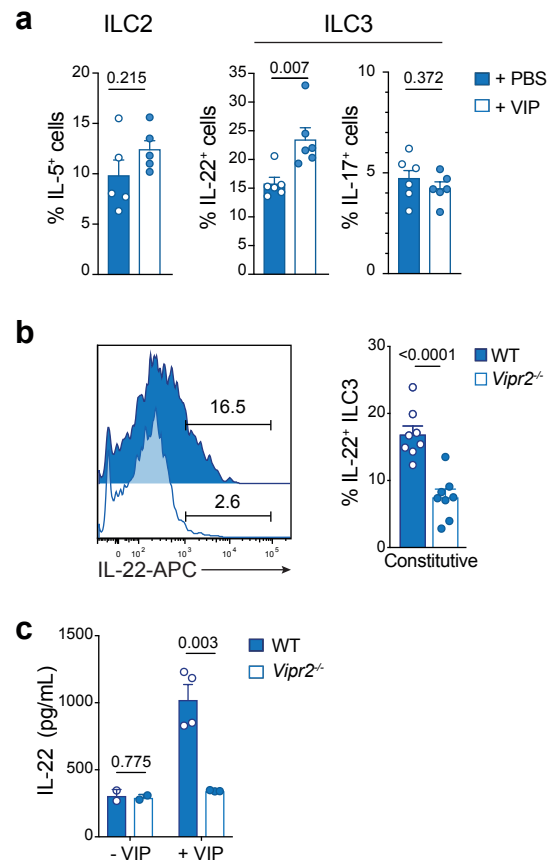 a
ILC2
ILC3
% IL-5⁺ cells
20
15
10
5
0
0.215
% IL-22⁺ cells
35
30
25
20
15
10
5
0
0.007
% IL-17⁺ cells
15
10
5
0
0.372
+ PBS
+ VIP
b
16.5
2.6
0 10² 10³ 10⁴ 10⁵
IL-22-APC
% IL-22⁺ ILC3
30
20
10
0
<0.0001
Constitutive
WT
Vipr2⁻/⁻
c
IL-22 (pg/mL)
1500
1000
500
0
0.775
0.003
- VIP + VIP
WT
Vipr2⁻/⁻